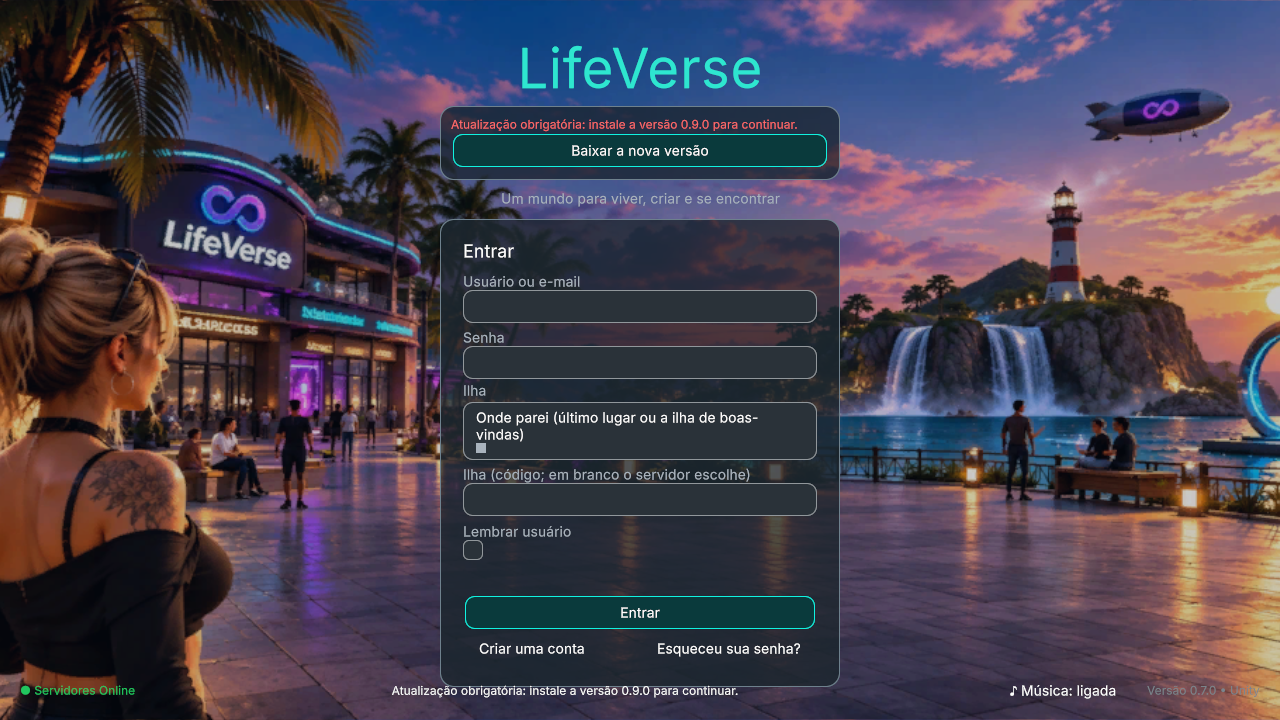 LifeVerse
Atualização obrigatória: instale a versão 0.9.0 para continuar.
Baixar a nova versão
Um mundo para viver, criar e se encontrar
LifeVerse
Entrar
Usuário ou e-mail
Senha
Ilha
Onde parei (último lugar ou a ilha de boas-
vindas)
Ilha (código; em branco o servidor escolhe)
Lembrar usuário
Entrar
Criar uma conta
Esqueceu sua senha?
Servidores Online
Atualização obrigatória: instale a versão 0.9.0 para continuar.
♪ Música: ligada
Versão 0.7.0 • Unity